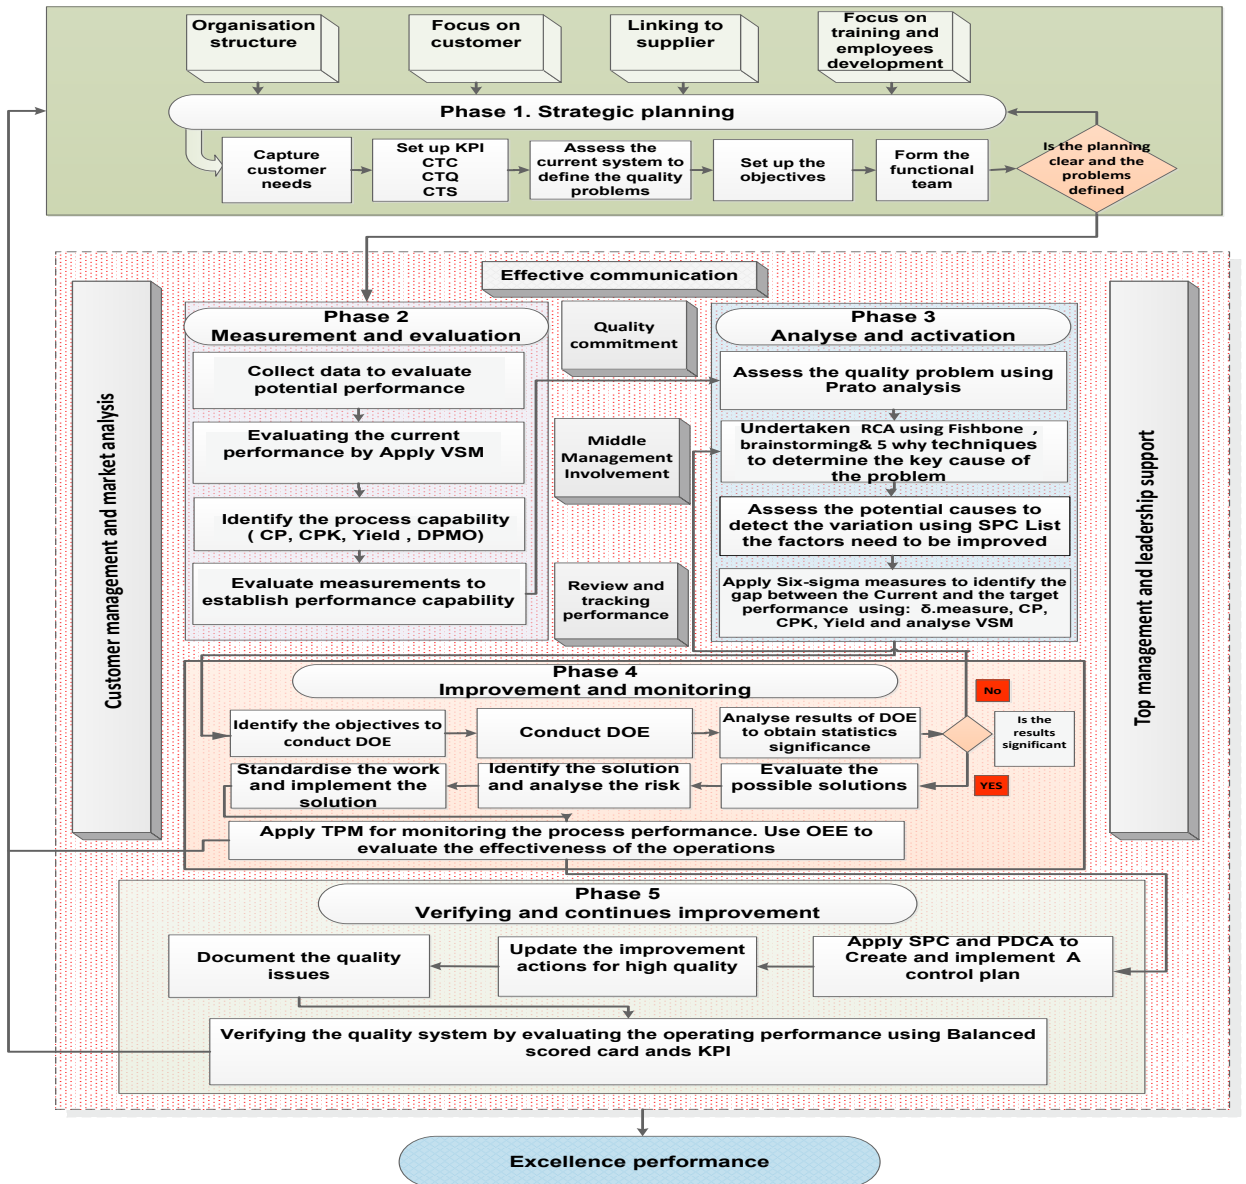 Organisation
structure
Focus on
customer
Linking to
supplier
Focus on
training and
employees
development
Phase 1. Strategic planning
Capture
customer
needs
Set up KPI
CTC
CTQ
CTS
Assess the
current system to
define the quality
problems
Set up the
objectives
Form the
functional
team
Is the planning
clear and the
problems
defined
Effective communication
Customer management and market analysis
Top management and leadership support
Phase 2
Measurement and evaluation
Collect data to evaluate
potential performance
Evaluating the current
performance by Apply VSM
Identify the process capability
( CP, CPK, Yield , DPMO)
Evaluate measurements to
establish performance capability
Quality
commitment
Middle
Management
Involvement
Review and
tracking
performance
Phase 3
Analyse and activation
Assess the quality problem using
Prato analysis
Undertaken RCA using Fishbone ,
brainstorming& 5 why techniques
to determine the key cause of
the problem
Assess the potential causes to
detect the variation using SPC List
the factors need to be improved
Apply Six-sigma measures to identify the
gap between the Current and the target
performance using: δ.measure, CP,
CPK, Yield and analyse VSM
Phase 4
Improvement and monitoring
Identify the objectives to
conduct DOE
Conduct DOE
Analyse results of DOE
to obtain statistics
significance
No
Is the
results
significant
YES
Evaluate the
possible solutions
Identify the solution
and analyse the risk
Standardise the work
and implement the
solution
Apply TPM for monitoring the process performance. Use OEE to
evaluate the effectiveness of the operations
Phase 5
Verifying and continues improvement
Apply SPC and PDCA to
Create and implement A
control plan
Update the improvement
actions for high quality
Document the quality
issues
Verifying the quality system by evaluating the operating performance using Balanced
scored card ands KPI
Excellence performance